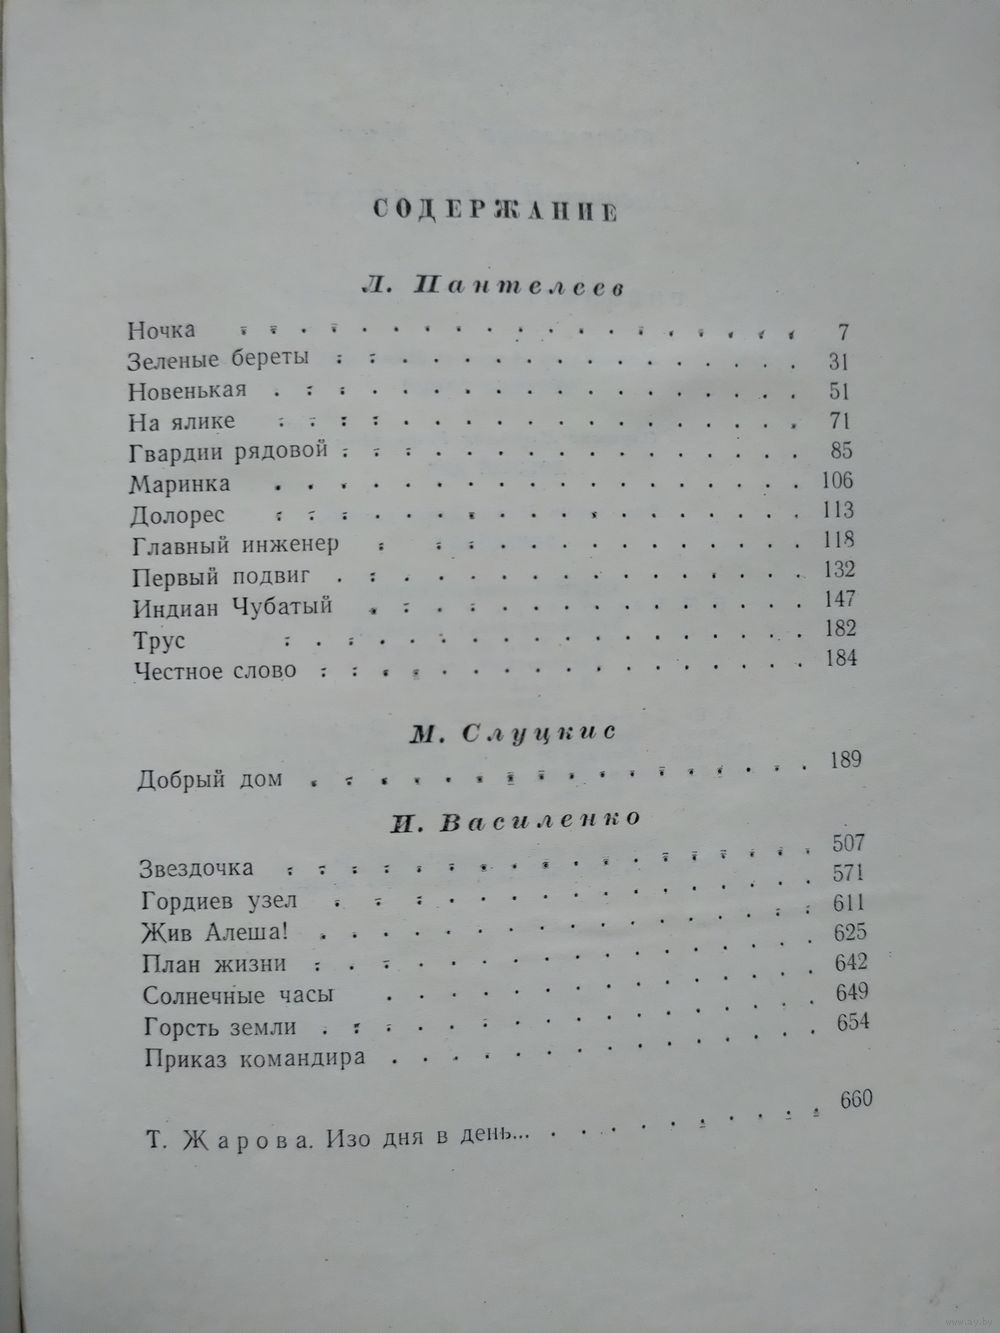 СОДЕРЖАНИЕ
Л. Пантелеев
Ночка 7
Зеленые береты 31
Новенькая 51
На ялике 71
Гвардии рядовой 85
Маринка 106
Долорес 113
Главный инженер 118
Первый подвиг 132
Индиан Чубатый 147
Трус 182
Честное слово 184
М. Слуцкис
Добрый дом 189
И. Василенко
Звездочка 507
Гордиев узел 571
Жив Алеша! 611
План жизни 625
Солнечные часы 642
Горсть земли 649
Приказ командира 654
Т. Жарова. Изо дня в день... 660
www.ay.by